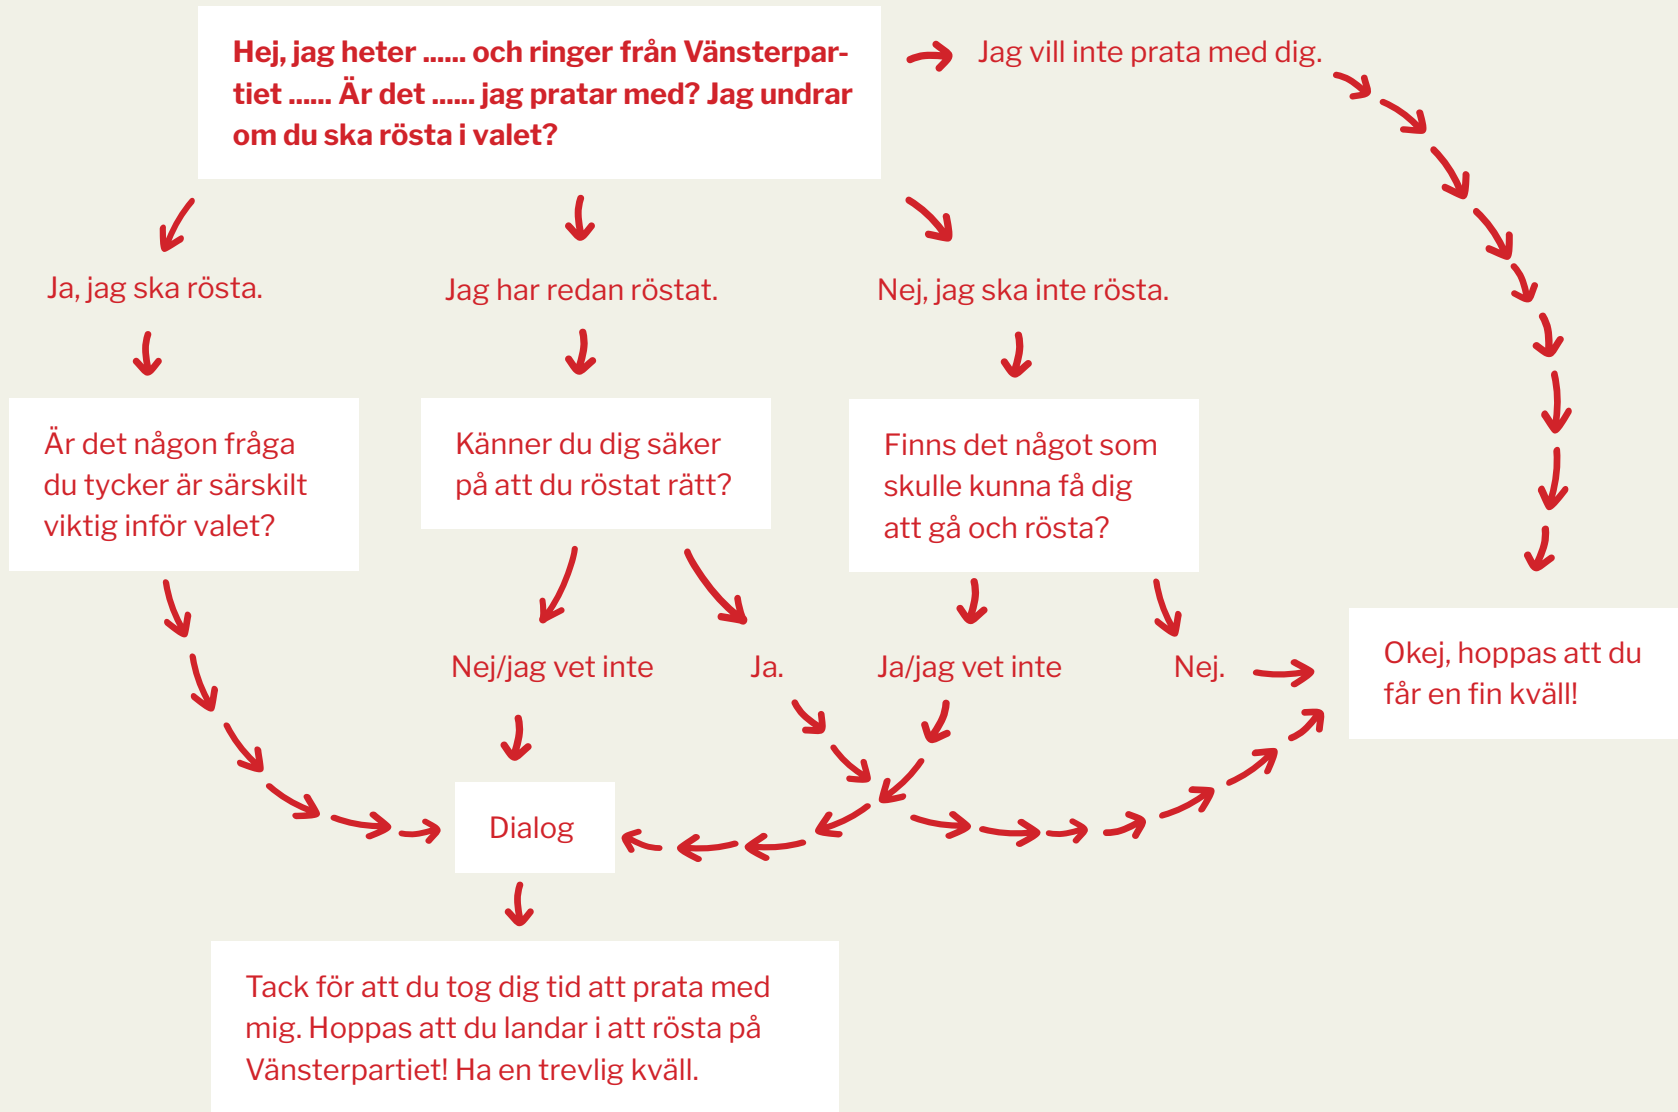 Hej, jag heter ...... och ringer från Vänsterpar-
tiet ...... Är det ...... jag pratar med? Jag undrar
om du ska rösta i valet?
Jag vill inte prata med dig.
Ja, jag ska rösta.
Jag har redan röstat.
Nej, jag ska inte rösta.
Är det någon fråga
du tycker är särskilt
viktig inför valet?
Känner du dig säker
på att du röstat rätt?
Finns det något som
skulle kunna få dig
att gå och rösta?
Nej/jag vet inte
Ja.
Ja/jag vet inte
Nej.
Okej, hoppas att du
får en fin kväll!
Dialog
Tack för att du tog dig tid att prata med
mig. Hoppas att du landar i att rösta på
Vänsterpartiet! Ha en trevlig kväll.